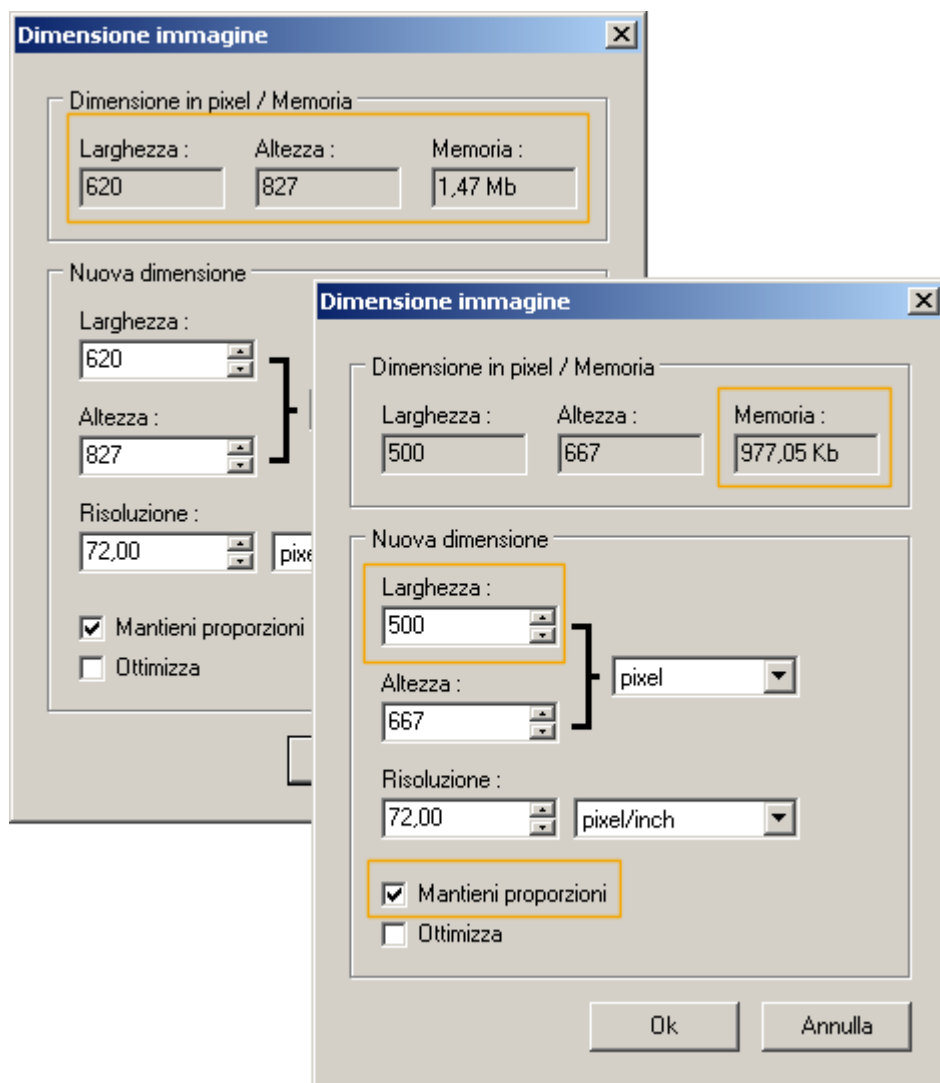 Dimensione immagine
Dimensione in pixel / Memoria
Larghezza : Altezza : Memoria :
620 827 1,47 Mb
Nuova dimensione
Larghezza :
620
Altezza :
827
Risoluzione :
72,00
Mantieni proporzioni
Ottimizza
Dimensione immagine
Dimensione in pixel / Memoria
Larghezza : Altezza : Memoria :
500 667 977,05 Kb
Nuova dimensione
Larghezza :
500
pixel
Altezza :
667
Risoluzione :
72,00 pixel/inch
Mantieni proporzioni
Ottimizza
Ok Annulla